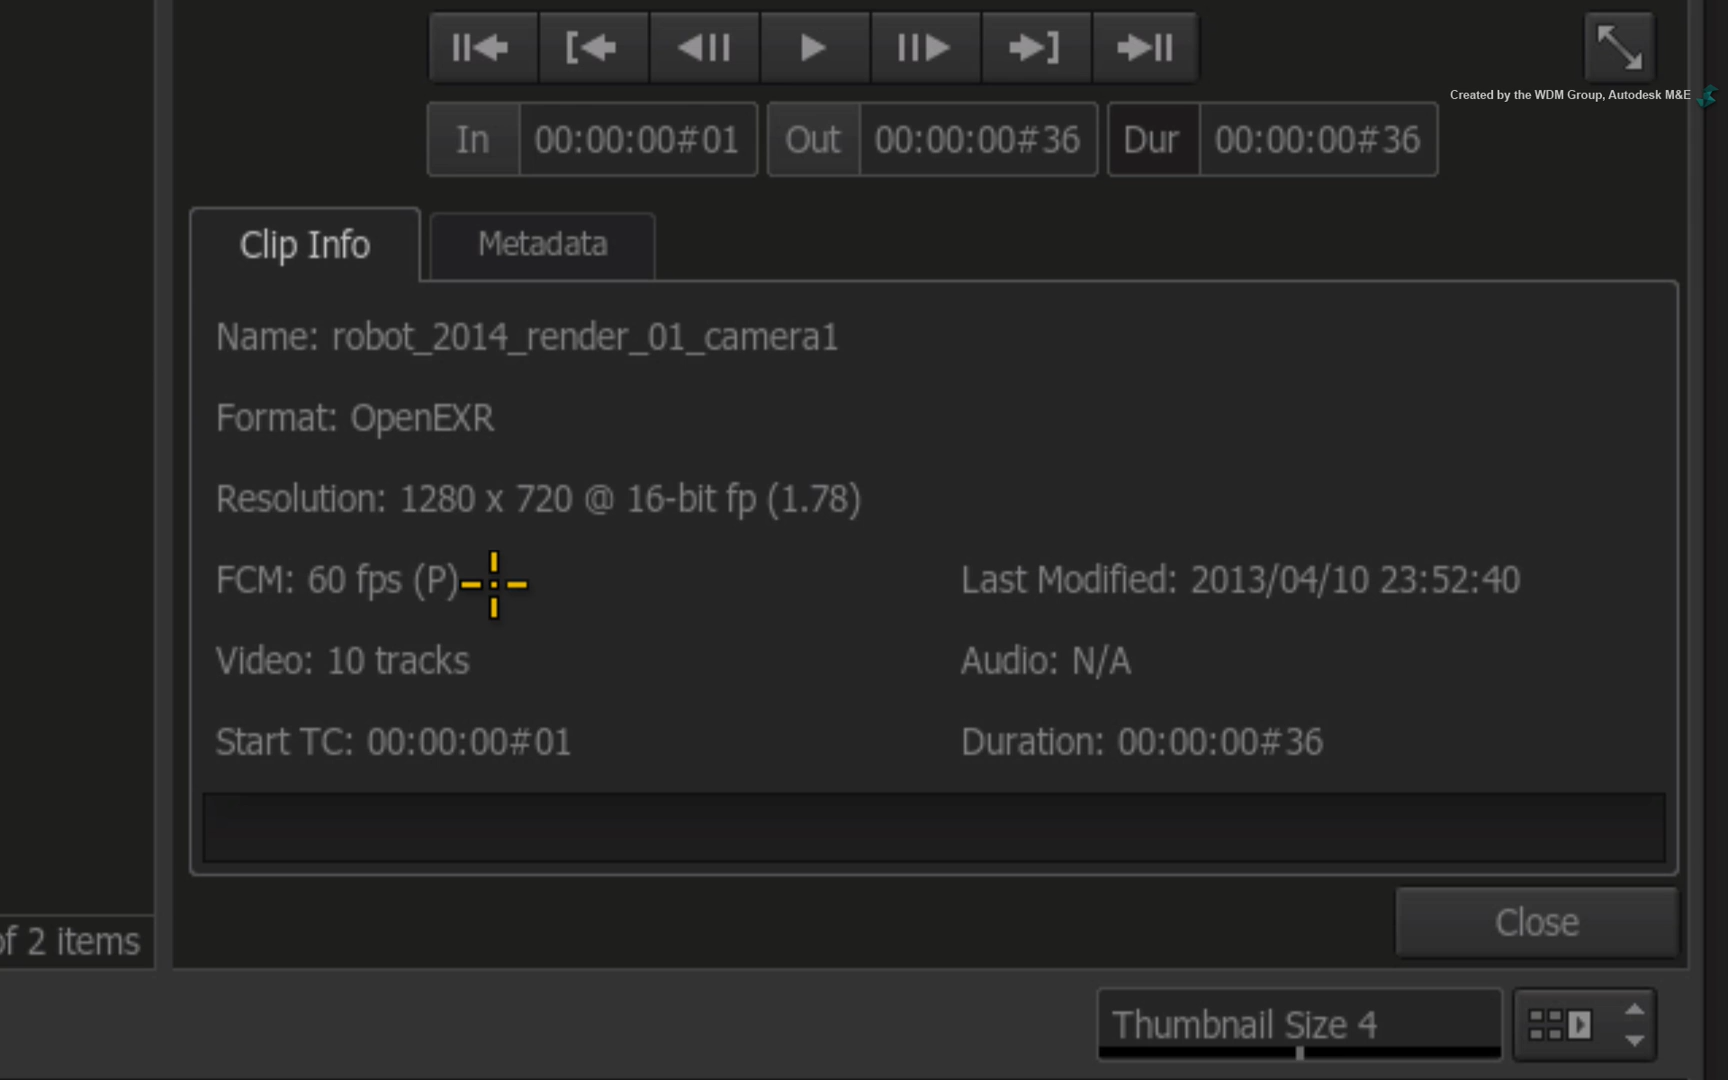 Created by the WDM Group, Autodesk M&E
In 00:00:00#01 Out 00:00:00#36 Dur 00:00:00#36
Clip Info Metadata
Name: robot_2014_render_01_camera1
Format: OpenEXR
Resolution: 1280 x 720 @ 16-bit fp (1.78)
FCM: 60 fps (P) Last Modified: 2013/04/10 23:52:40
Video: 10 tracks Audio: N/A
Start TC: 00:00:00#01 Duration: 00:00:00#36
Close
of 2 items
Thumbnail Size 4